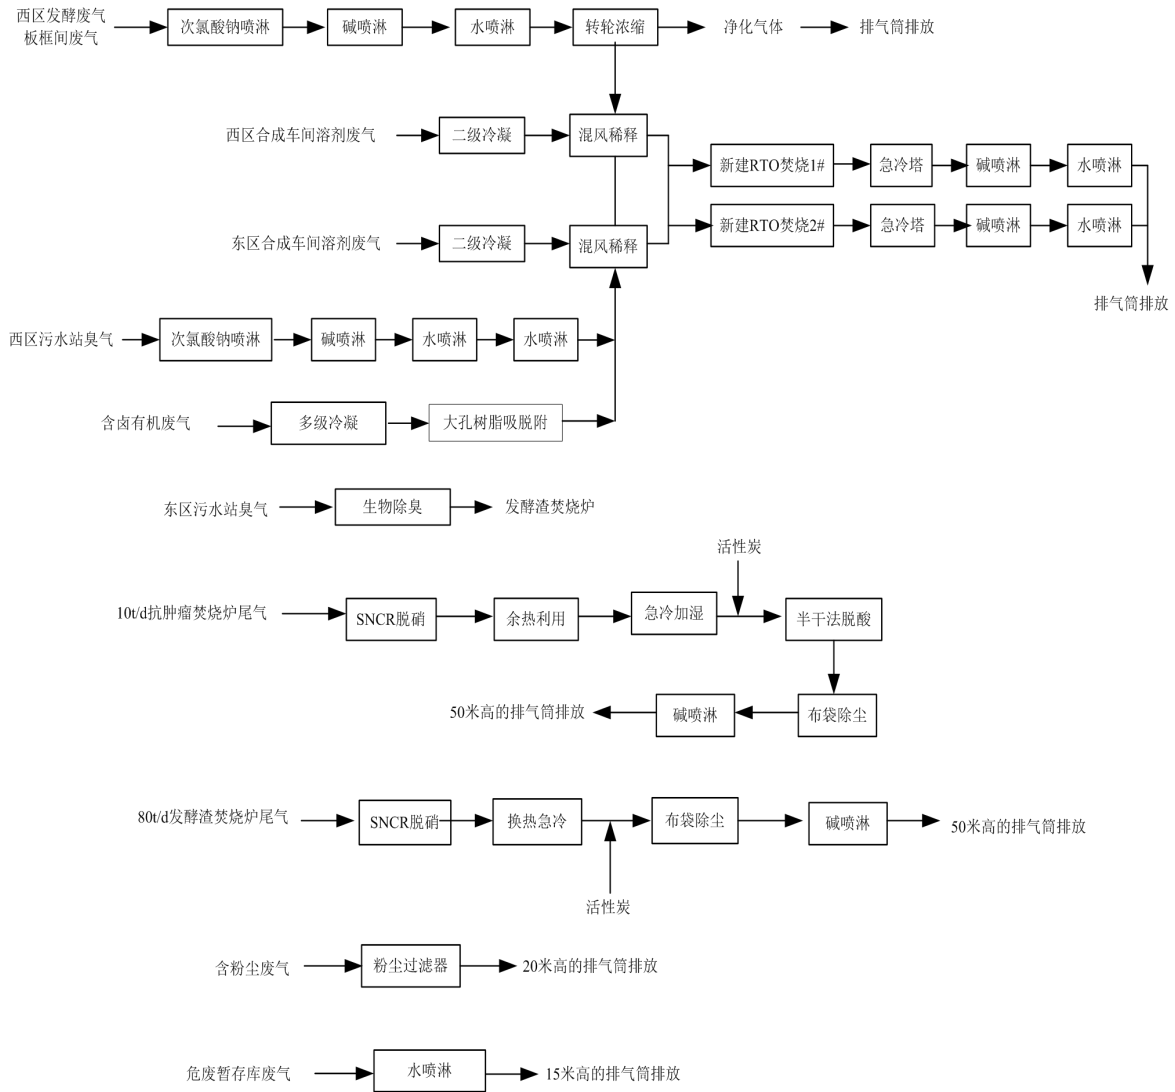 西区发酵废气
板框间废气
次氯酸钠喷淋
碱喷淋
水喷淋
转轮浓缩
净化气体
排气筒排放
西区合成车间溶剂废气
二级冷凝
混风稀释
新建RTO焚烧1#
急冷塔
碱喷淋
水喷淋
东区合成车间溶剂废气
二级冷凝
混风稀释
新建RTO焚烧2#
急冷塔
碱喷淋
水喷淋
排气筒排放
西区污水站臭气
次氯酸钠喷淋
碱喷淋
水喷淋
水喷淋
含卤有机废气
多级冷凝
大孔树脂吸脱附
东区污水站臭气
生物除臭
发酵渣焚烧炉
活性炭
10t/d抗肿瘤焚烧炉尾气
SNCR脱硝
余热利用
急冷加湿
半干法脱酸
50米高的排气筒排放
碱喷淋
布袋除尘
80t/d发酵渣焚烧炉尾气
SNCR脱硝
换热急冷
布袋除尘
碱喷淋
50米高的排气筒排放
活性炭
含粉尘废气
粉尘过滤器
20米高的排气筒排放
危废暂存库废气
水喷淋
15米高的排气筒排放